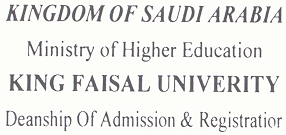 KINGDOM OF SAUDI ARABIA
Ministry of Higher Education
KING FAISAL UNIVERITY
Deanship Of Admission & Registratior